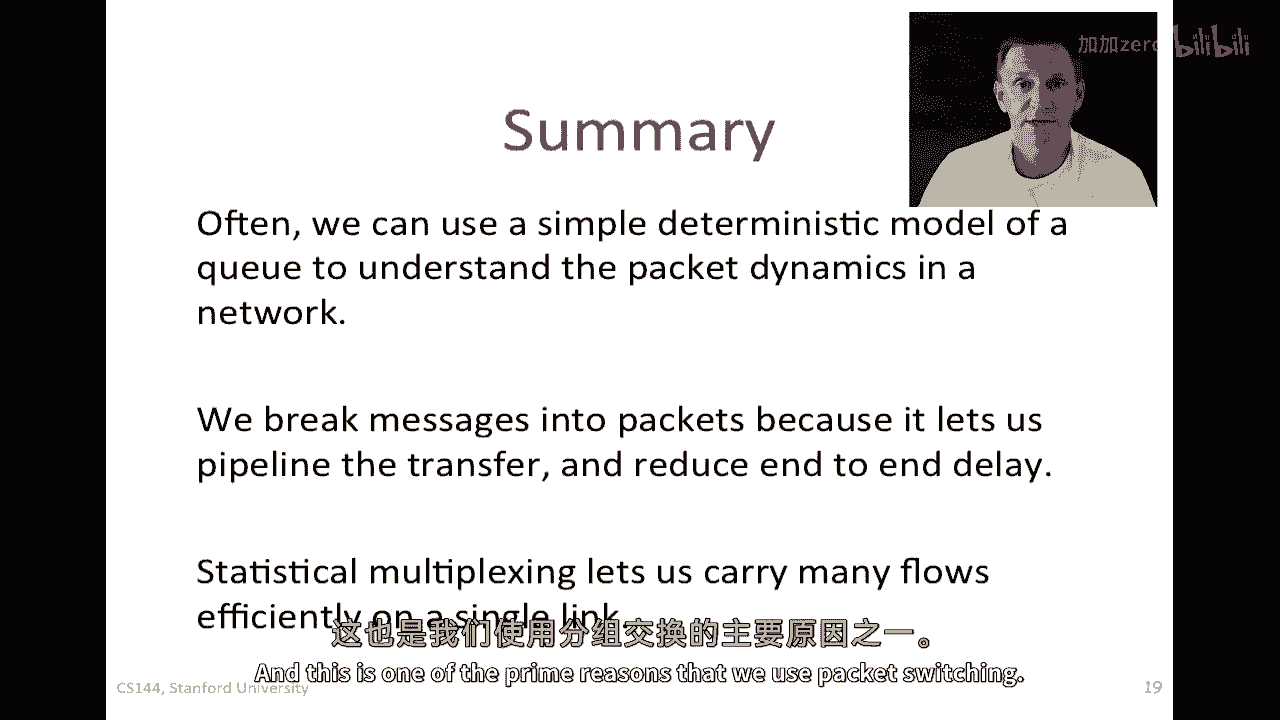 加加zero bilibili
Summary
Often, we can use a simple deterministic model of a
queue to understand the packet dynamics in a
network.
We break messages into packets because it lets us
pipeline the transfer, and reduce end to end delay.
Statistical multiplexing lets us carry many flows
efficiently on a single link
这也是我们使用分组交换的主要原因之一。
And this is one of the prime reasons that we use packet switching.
CS144, Stanford University
19